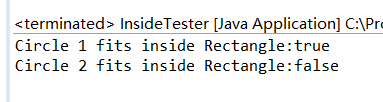 <terminated> InsideTester [Java Application] C:\Pro
Circle 1 fits inside Rectangle:true
Circle 2 fits inside Rectangle:false